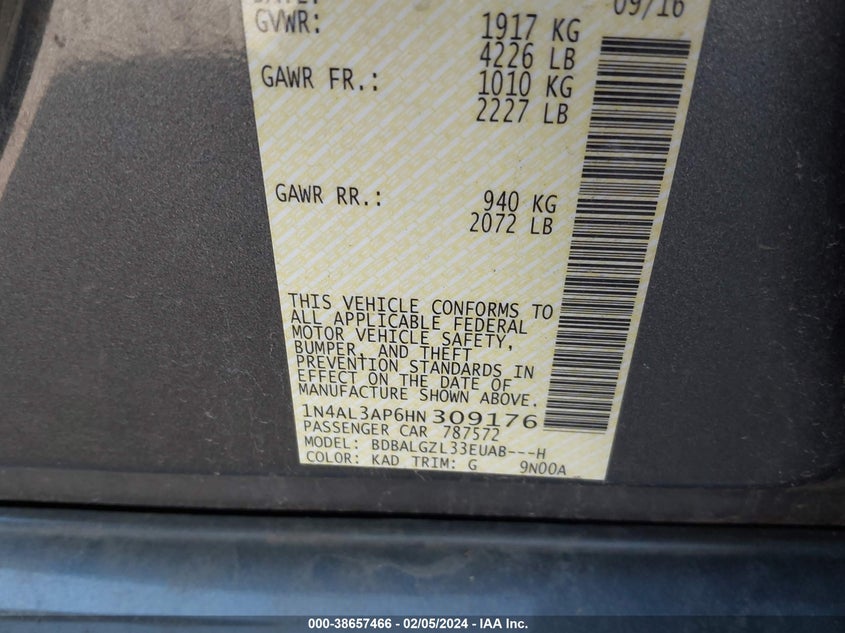 DATE: 09/16
GVWR: 1917 KG
4226 LB
GAWR FR.: 1010 KG
2227 LB
GAWR RR.: 940 KG
2072 LB
THIS VEHICLE CONFORMS TO
ALL APPLICABLE FEDERAL
MOTOR VEHICLE SAFETY,
BUMPER, AND THEFT
PREVENTION STANDARDS IN
EFFECT ON THE DATE OF
MANUFACTURE SHOWN ABOVE.
1N4AL3AP6HN 309176
PASSENGER CAR 787572
MODEL: BDBALGZL33EUAB---H
COLOR: KAD TRIM: G 9N00A
000-38657466 - 02/05/2024 - IAA Inc.